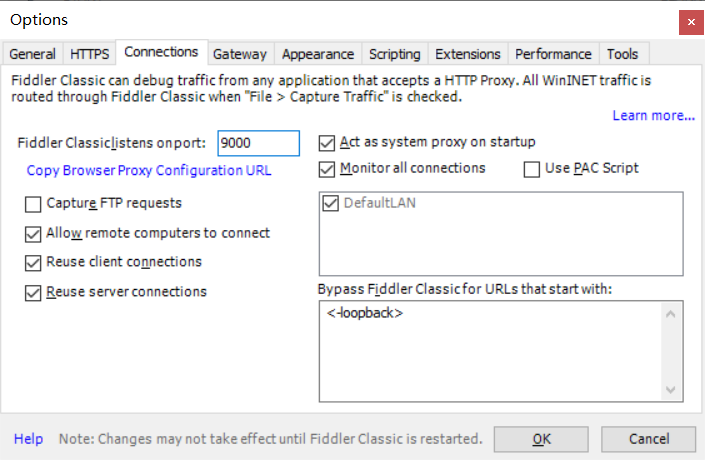 Options
General HTTPS Connections Gateway Appearance Scripting Extensions Performance Tools
Fiddler Classic can debug traffic from any application that accepts a HTTP Proxy. All WinINET traffic is
routed through Fiddler Classic when "File > Capture Traffic" is checked.
Learn more...
Fiddler Classic listens on port: 9000
Act as system proxy on startup
Copy Browser Proxy Configuration URL
Monitor all connections
Use PAC Script
Capture FTP requests
DefaultLAN
Allow remote computers to connect
Reuse client connections
Reuse server connections
Bypass Fiddler Classic for URLs that start with:
<-loopback>
Help
Note: Changes may not take effect until Fiddler Classic is restarted.
OK
Cancel